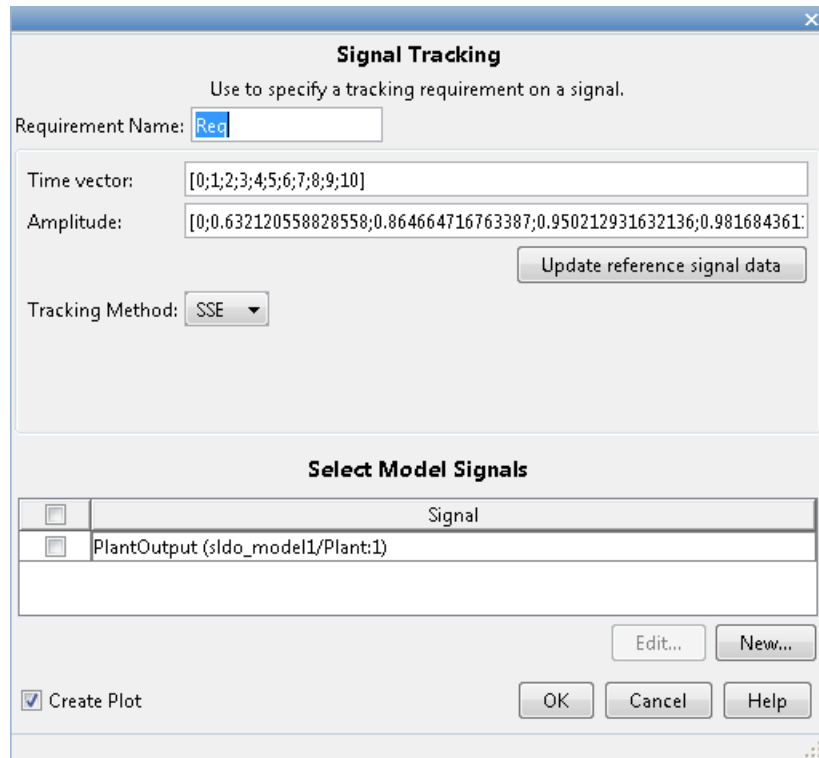 Signal Tracking
Use to specify a tracking requirement on a signal.
Requirement Name: Req
Time vector: [0;1;2;3;4;5;6;7;8;9;10]
Amplitude: [0;0.632120558828558;0.864664716763387;0.950212931632136;0.981684361:
Update reference signal data
Tracking Method: SSE
Select Model Signals
Signal
PlantOutput (sldo_model1/Plant:1)
Edit... New...
Create Plot OK Cancel Help